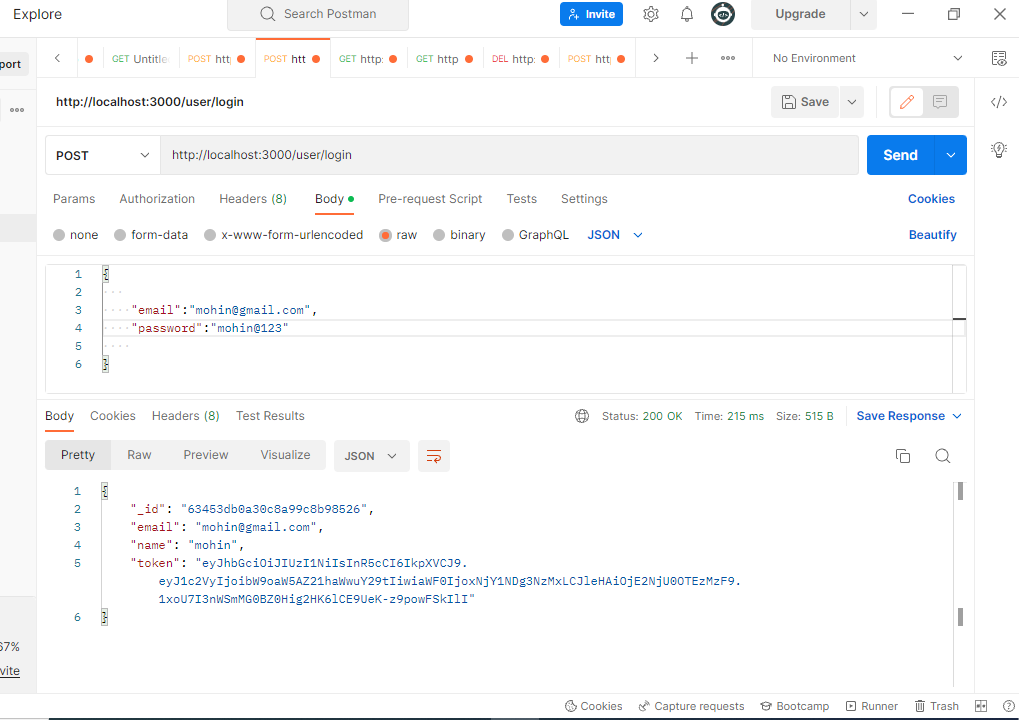 Explore
Search Postman
Invite
Upgrade
port
GET Untitle
POST htt
POST htt
GET http:
GET http
DEL http:
POST htt
No Environment
http://localhost:3000/user/login
Save
POST
http://localhost:3000/user/login
Send
Params
Authorization
Headers (8)
Body
Pre-request Script
Tests
Settings
Cookies
none
form-data
x-www-form-urlencoded
raw
binary
GraphQL
JSON
Beautify
1 {
2
3 "email":"mohin@gmail.com",
4 "password":"mohin@123"
5
6 }
Body
Cookies
Headers (8)
Test Results
Status: 200 OK
Time: 215 ms
Size: 515 B
Save Response
Pretty
Raw
Preview
Visualize
JSON
1 {
2 "_id": "63453db0a30c8a99c8b98526",
3 "email": "mohin@gmail.com",
4 "name": "mohin",
5 "token": "eyJhbGciOiJIUzI1NiIsInR5cCI6IkpXVCJ9.
eyJ1c2VyIjoibW9oaW5AZ21haWwuY29tIiwiaWF0IjoxNjY1NDg3NzMxLCJleHAiOjE2NjU0OTEzMzF9.
1xoU7I3nWSmMG0BZ0Hig2HK6lCE9UeK-z9powFSkIlI"
6 }
67%
vite
Cookies
Capture requests
Bootcamp
Runner
Trash